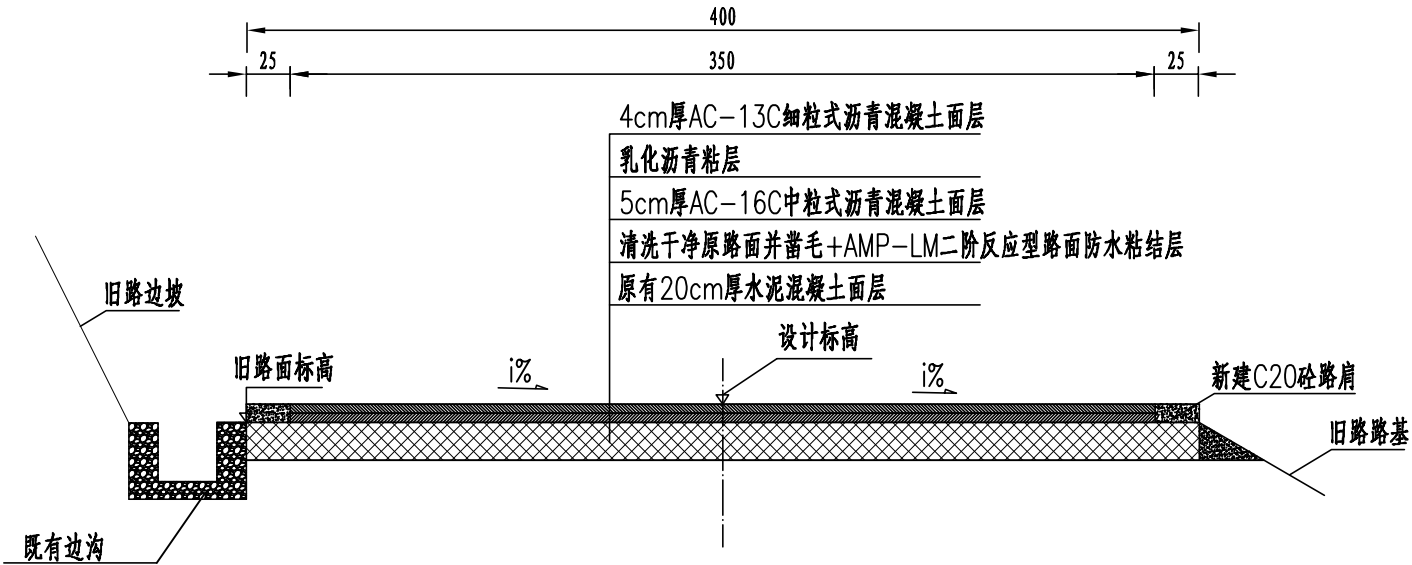 400
25
350
25
4cm厚AC-13C细粒式沥青混凝土面层
乳化沥青粘层
5cm厚AC-16C中粒式沥青混凝土面层
清洗干净原路面并凿毛+AMP-LM二阶反应型路面防水粘结层
原有20cm厚水泥混凝土面层
旧路边坡
设计标高
旧路面标高
i%
i%
新建C20砼路肩
旧路路基
既有边沟